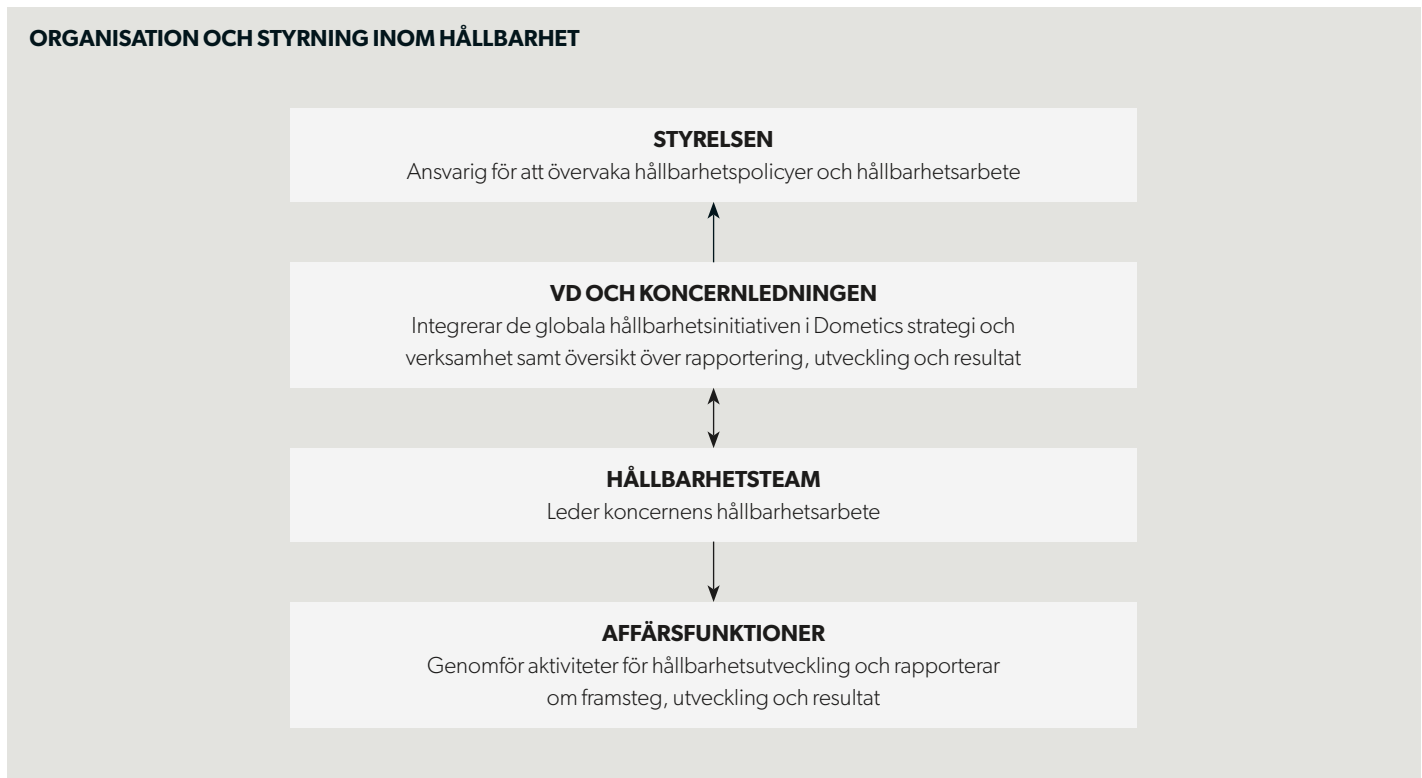 ORGANISATION OCH STYRNING INOM HÅLLBARHET
STYRELSEN
Ansvarig för att övervaka hållbarhetspolicyer och hållbarhetsarbete
VD OCH KONCERNLEDNINGEN
Integrerar de globala hållbarhetsinitiativen i Dometics strategi och
verksamhet samt översikt över rapportering, utveckling och resultat
HÅLLBARHETSTEAM
Leder koncernens hållbarhetsarbete
AFFÄRSFUNKTIONER
Genomför aktiviteter för hållbarhetsutveckling och rapporterar
om framsteg, utveckling och resultat